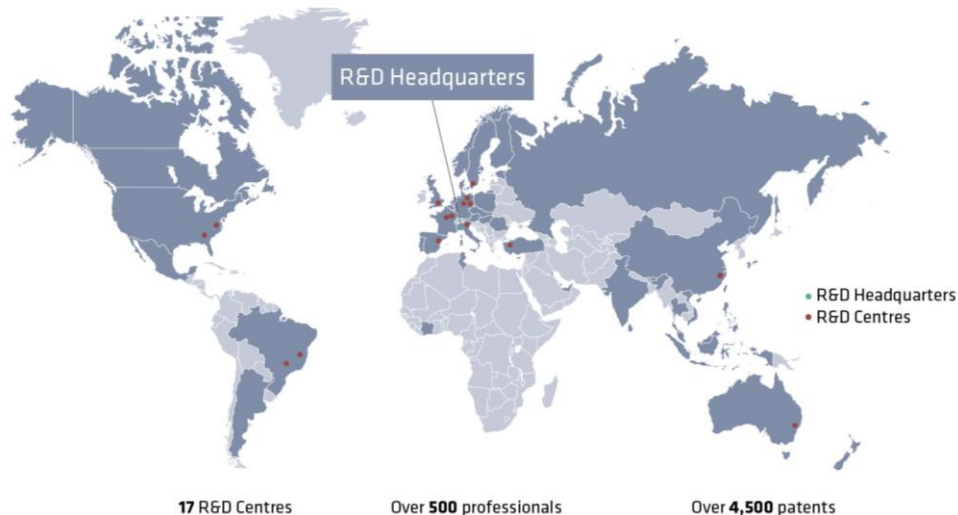 R&D Headquarters
R&D Headquarters
R&D Centres
17 R&D Centres
Over 500 professionals
Over 4,500 patents